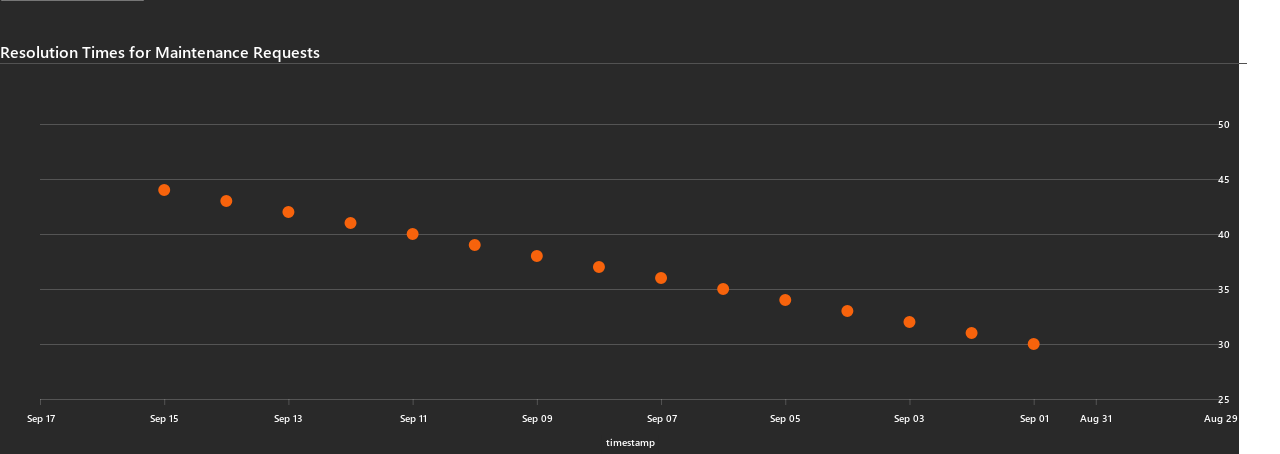 Resolution Times for Maintenance Requests
50
45
40
35
30
25
Sep 17 Sep 15 Sep 13 Sep 11 Sep 09 Sep 07 Sep 05 Sep 03 Sep 01 Aug 31 Aug 29
timestamp